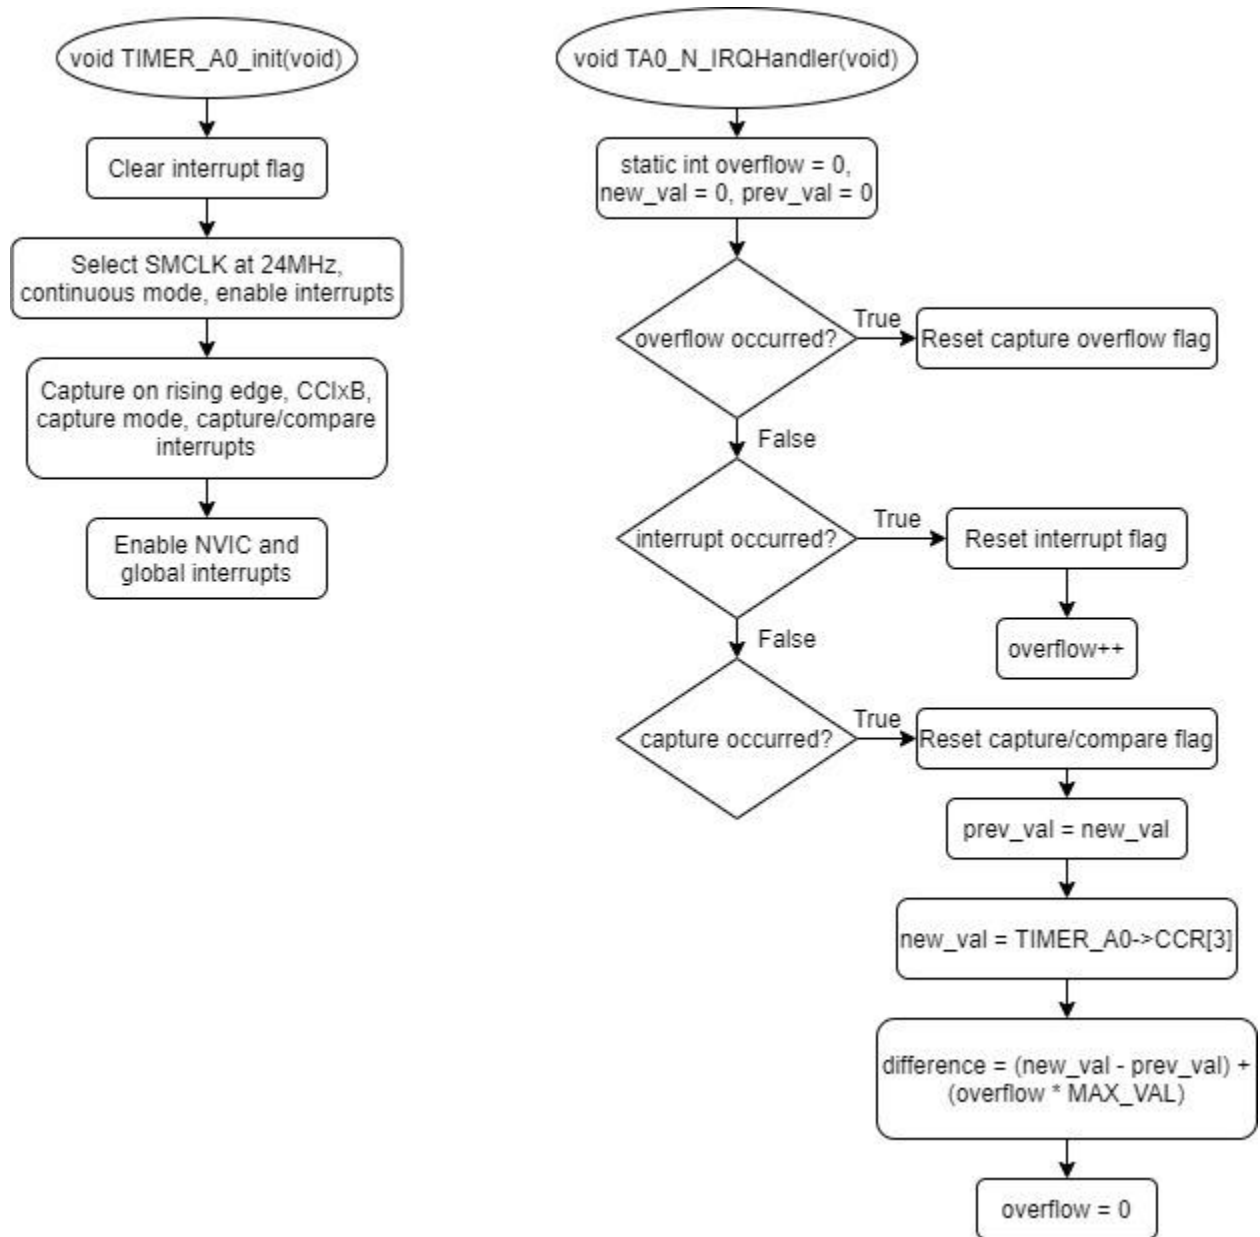 void TIMER_A0_init(void)
Clear interrupt flag
Select SMCLK at 24MHz,
continuous mode, enable interrupts
Capture on rising edge, CCIxB,
capture mode, capture/compare
interrupts
Enable NVIC and
global interrupts
void TA0_N_IRQHandler(void)
static int overflow = 0,
new_val = 0, prev_val = 0
overflow occurred?
True
Reset capture overflow flag
False
interrupt occurred?
True
Reset interrupt flag
overflow++
False
capture occurred?
True
Reset capture/compare flag
prev_val = new_val
new_val = TIMER_A0->CCR[3]
difference = (new_val - prev_val) +
(overflow * MAX_VAL)
overflow = 0